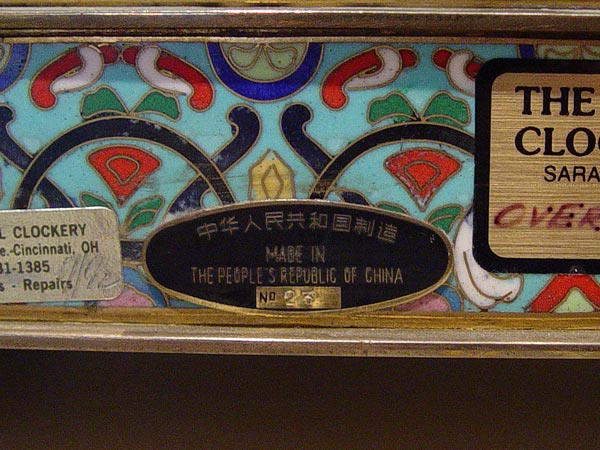 L CLOCKERY
e.-Cincinnati, OH
31-1385
s - Repairs
中华人民共和国制造
MADE IN
THE PEOPLE'S REPUBLIC OF CHINA
No 23
THE
CLOC
SARA
OVER